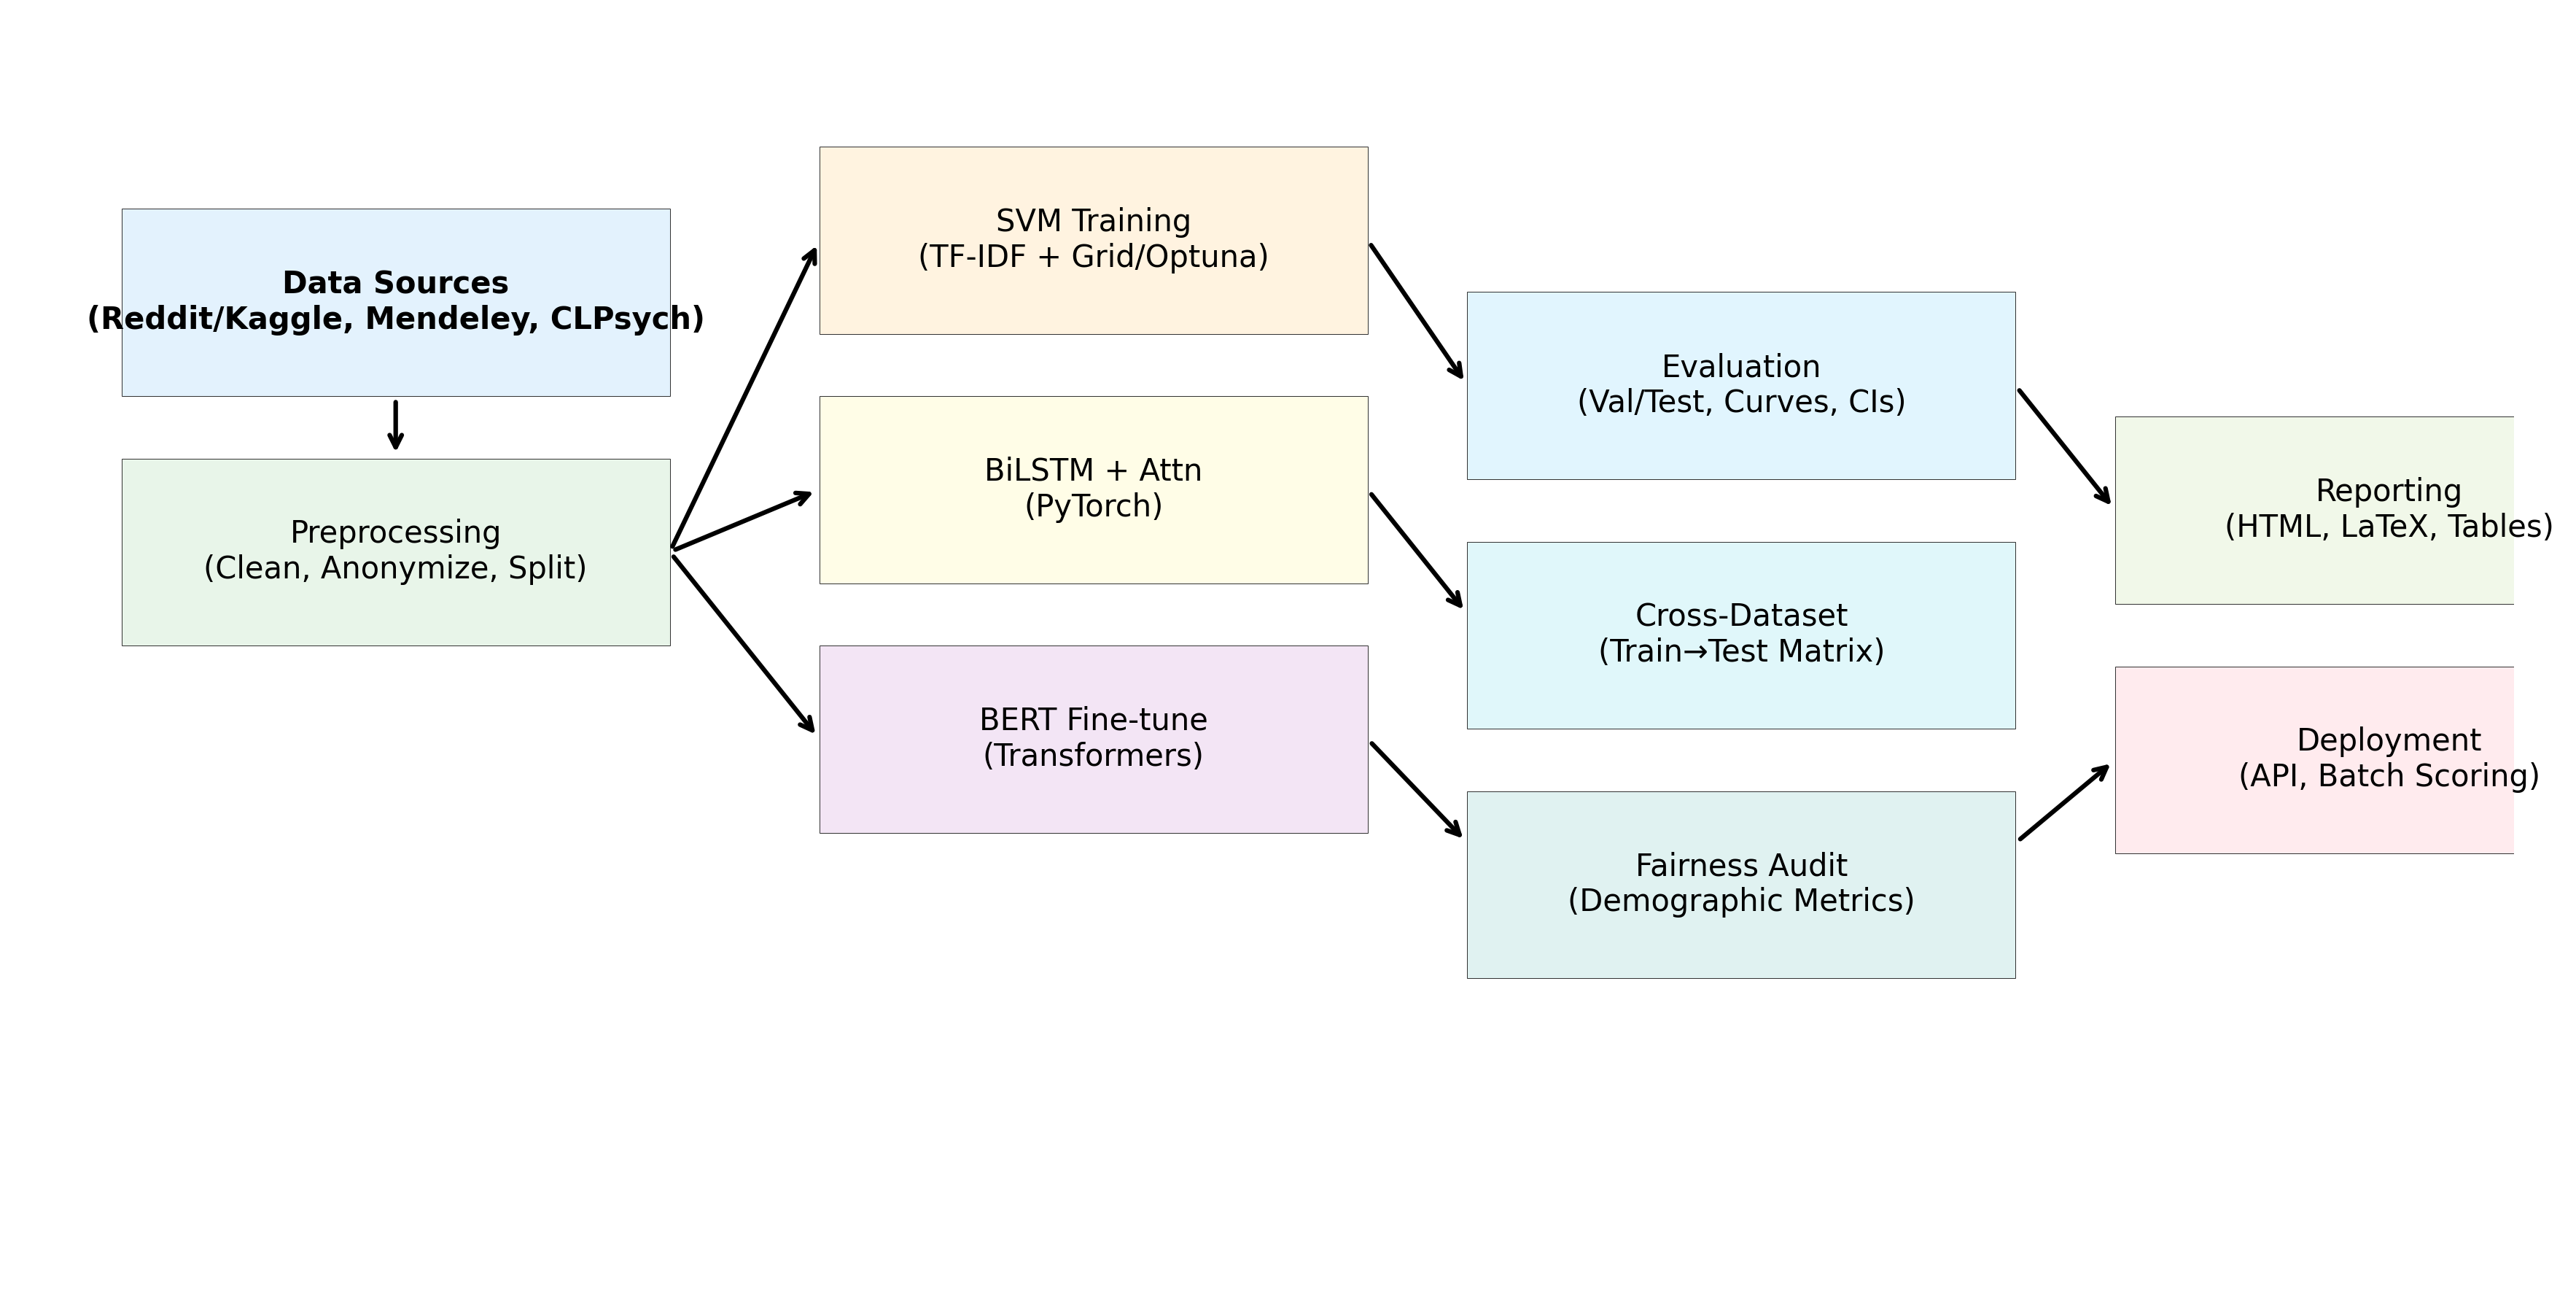 Data Sources
(Reddit/Kaggle, Mendeley, CLPsych)
Preprocessing
(Clean, Anonymize, Split)
SVM Training
(TF-IDF + Grid/Optuna)
BiLSTM + Attn
(PyTorch)
BERT Fine-tune
(Transformers)
Evaluation
(Val/Test, Curves, CIs)
Cross-Dataset
(Train→Test Matrix)
Fairness Audit
(Demographic Metrics)
Reporting
(HTML, LaTeX, Tables)
Deployment
(API, Batch Scoring)